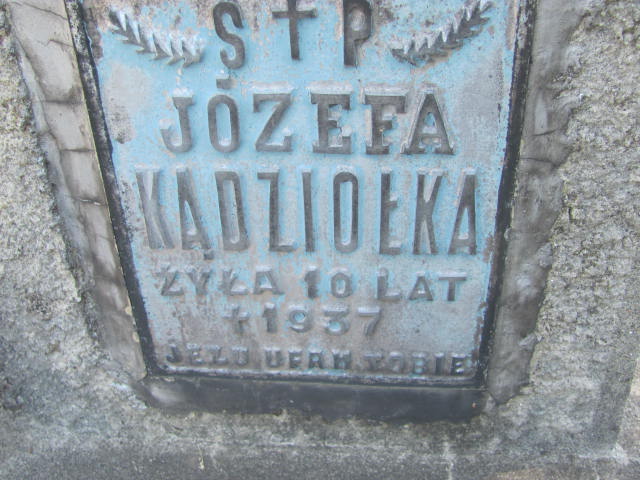 Ś † P
JÓZEFA
KĄDZIOŁKA
ŻYŁA 10 LAT
† 1937
JEZU UFAM TOBIE